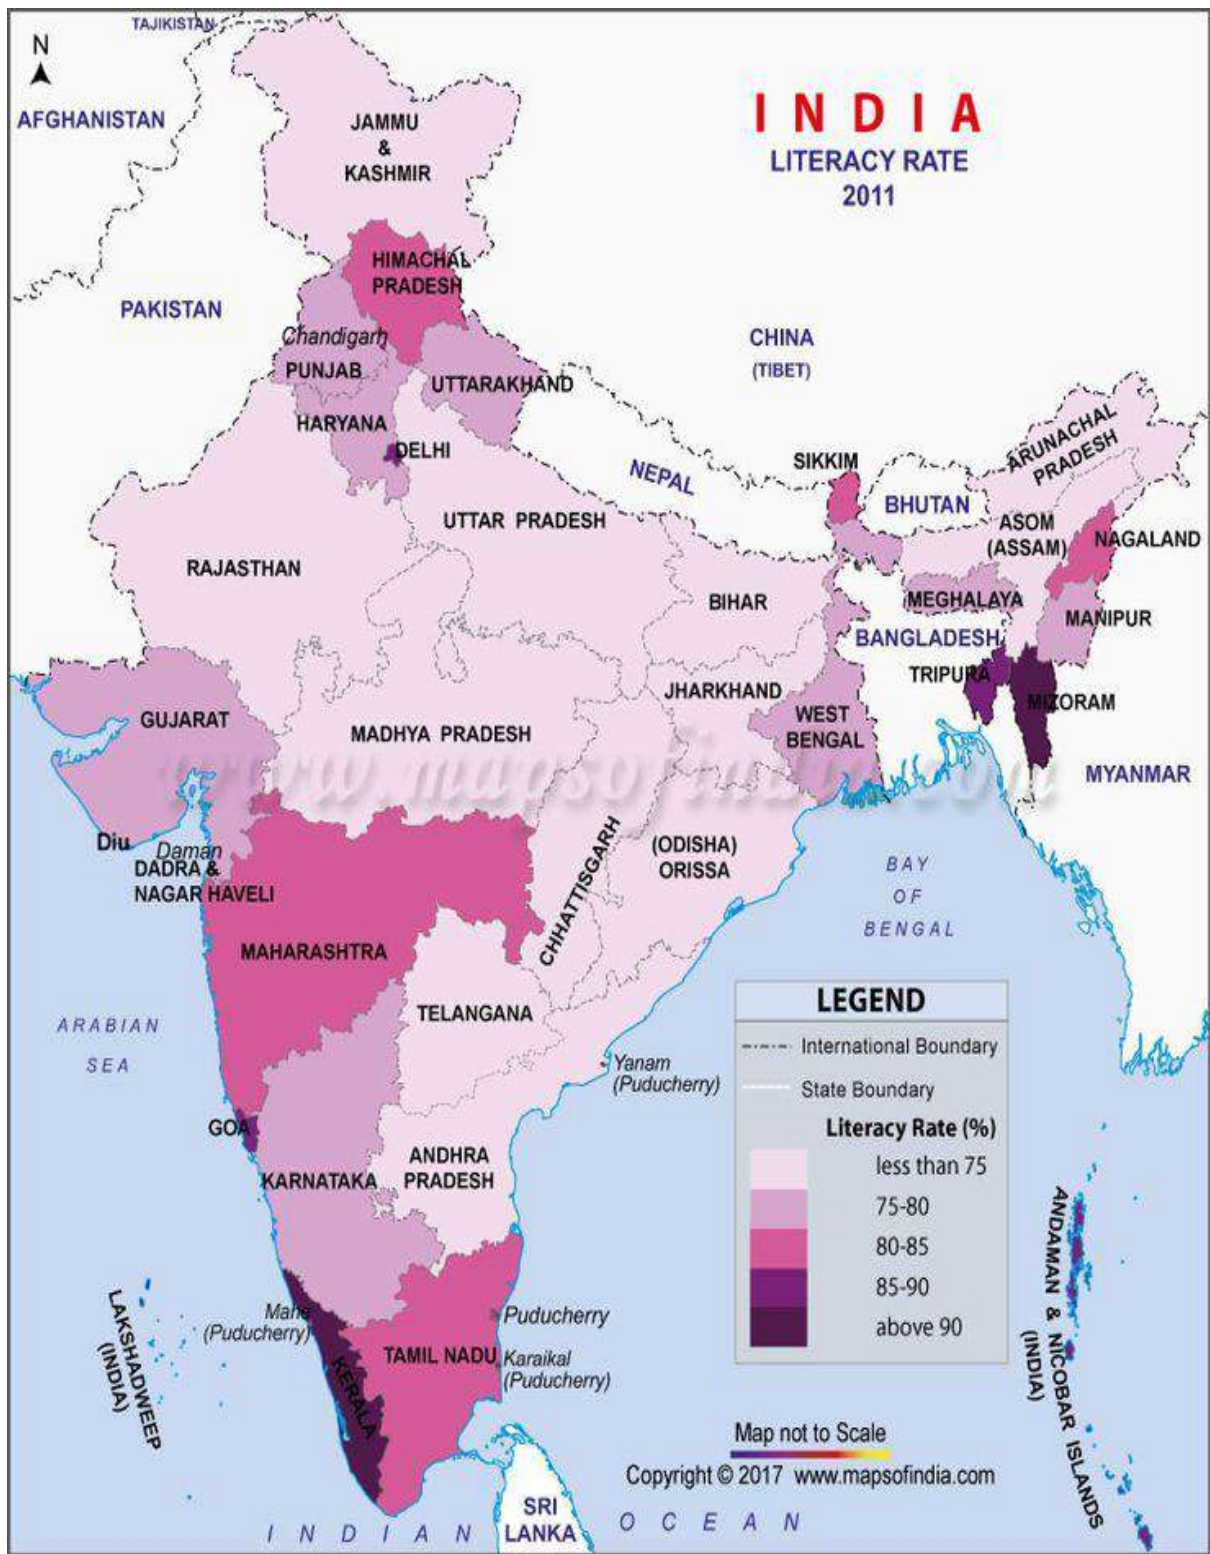 TAJIKISTAN
N
AFGHANISTAN
JAMMU
&
KASHMIR
INDIA
LITERACY RATE
2011
HIMACHAL
PRADESH
PAKISTAN
Chandigarh
CHINA
(TIBET)
PUNJAB
UTTARAKHAND
HARYANA
DELHI
ARUNACHAL
PRADESH
SIKKIM
NEPAL
BHUTAN
UTTAR PRADESH
ASOM
(ASSAM)
NAGALAND
RAJASTHAN
BIHAR
MEGHALAYA
MANIPUR
BANGLADESH
TRIPURA
JHARKHAND
MIZORAM
GUJARAT
WEST
BENGAL
MADHYA PRADESH
MYANMAR
www.mapsofindia.com
Diu
Daman
DADRA &
NAGAR HAVELI
CHHATTISGARH
(ODISHA)
ORISSA
BAY
OF
BENGAL
MAHARASHTRA
TELANGANA
ARABIAN
SEA
Yanam
(Puducherry)
LEGEND
International Boundary
State Boundary
Literacy Rate (%)
less than 75
75-80
80-85
85-90
above 90
GOA
KARNATAKA
ANDHRA
PRADESH
ANDAMAN & NICOBAR ISLANDS
(INDIA)
LAKSHADWEEP
(INDIA)
Mahe
(Puducherry)
Puducherry
KERALA
TAMIL NADU
Karaikal
(Puducherry)
Map not to Scale
Copyright © 2017 www.mapsofindia.com
SRI
LANKA
INDIAN OCEAN